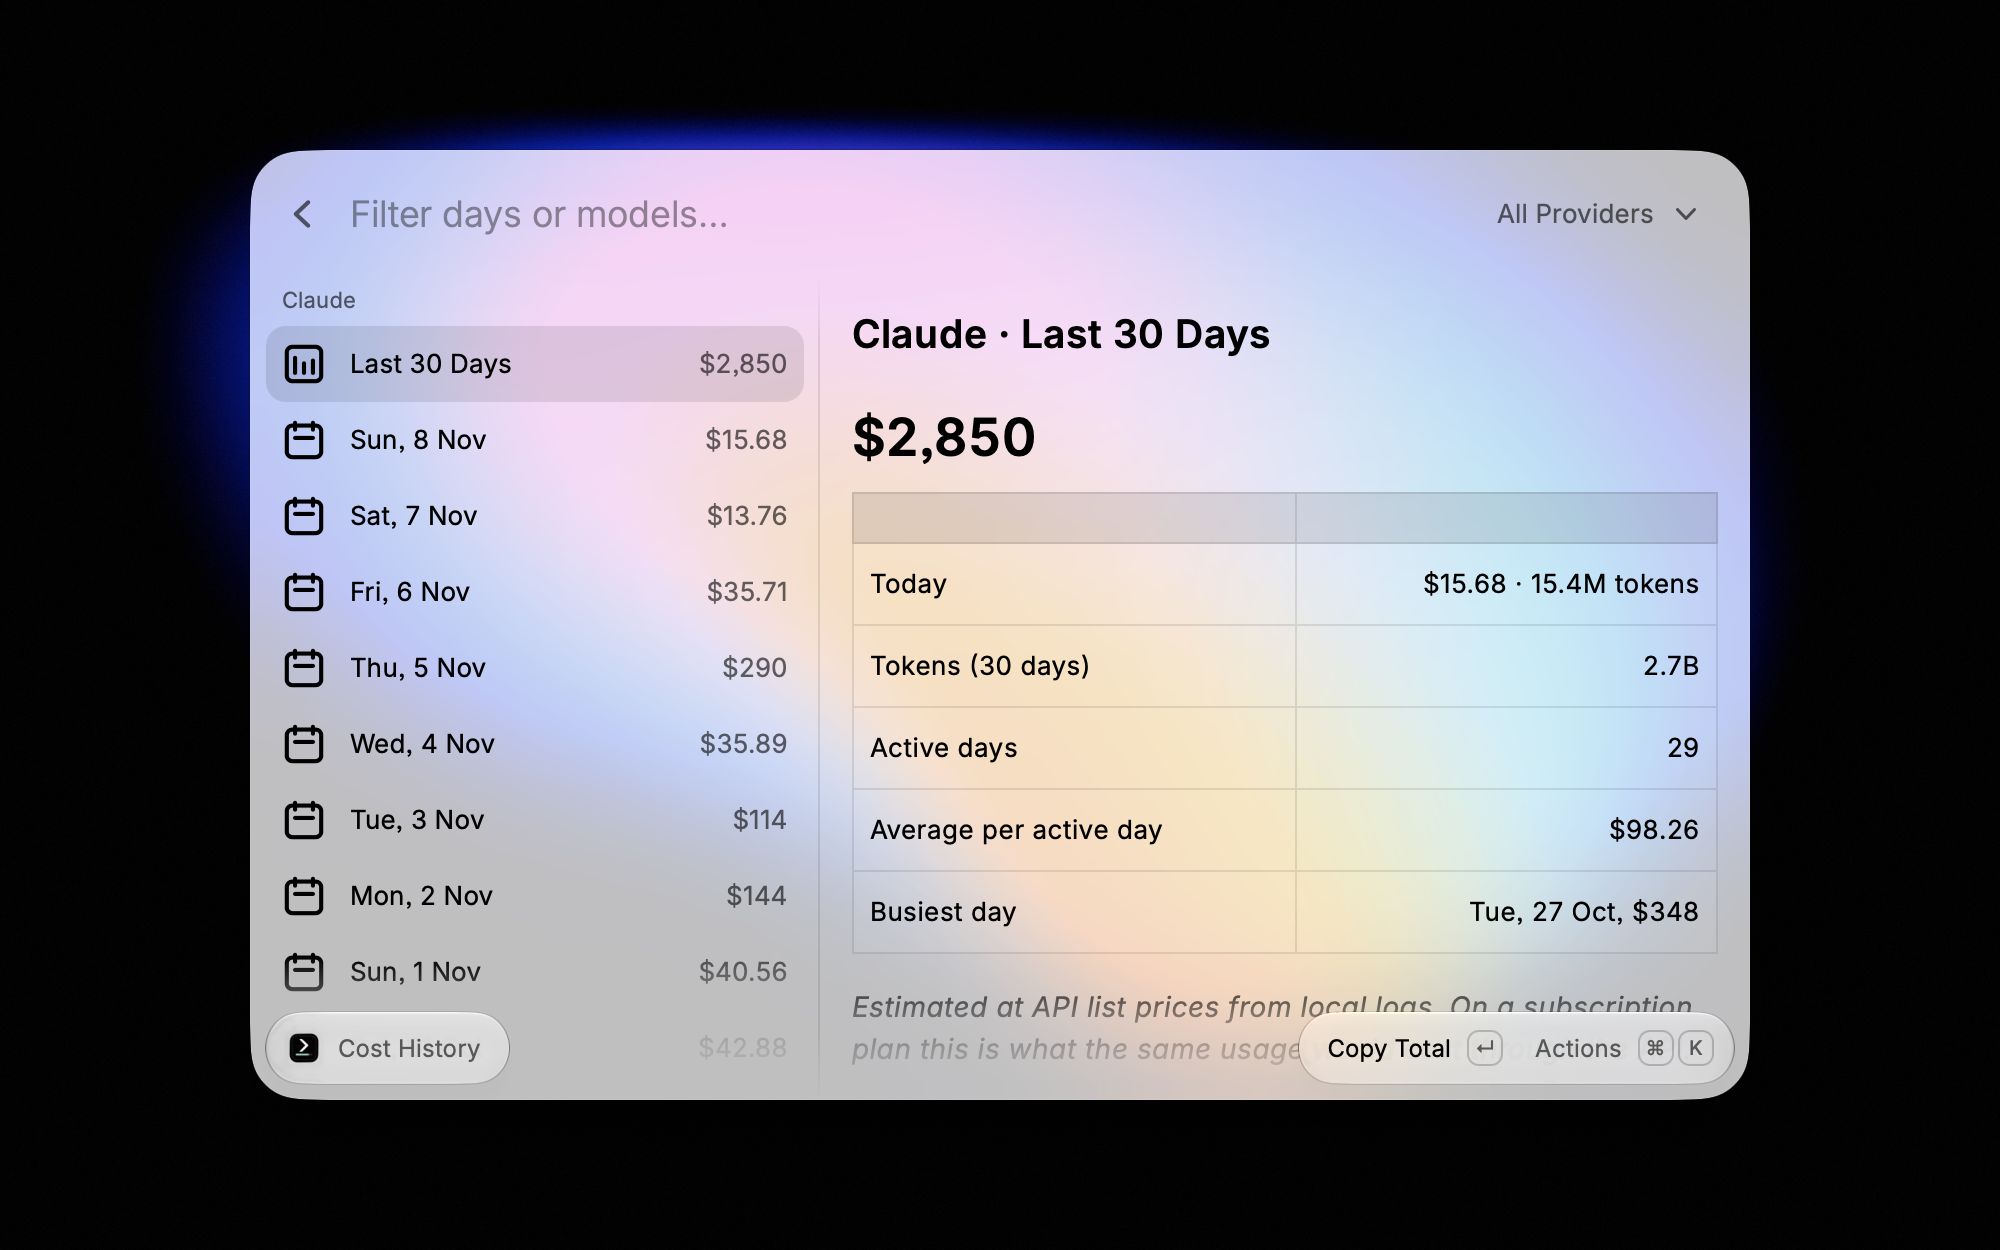 Filter days or models...
All Providers
Claude
Last 30 Days $2,850
Sun, 8 Nov $15.68
Sat, 7 Nov $13.76
Fri, 6 Nov $35.71
Thu, 5 Nov $290
Wed, 4 Nov $35.89
Tue, 3 Nov $114
Mon, 2 Nov $144
Sun, 1 Nov $40.56
$42.88
Cost History
Claude · Last 30 Days
$2,850
Today $15.68 · 15.4M tokens
Tokens (30 days) 2.7B
Active days 29
Average per active day $98.26
Busiest day Tue, 27 Oct, $348
Estimated at API list prices from local logs. On a subscription
plan this is what the same usage
Copy Total ↵ Actions ⌘ K